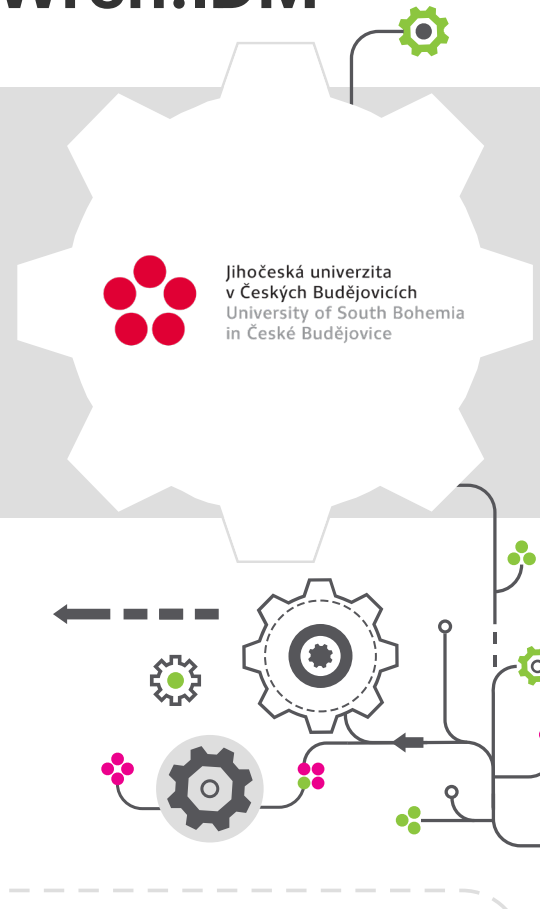 Jihočeská univerzita
v Českých Budějovicích
University of South Bohemia
in České Budějovice